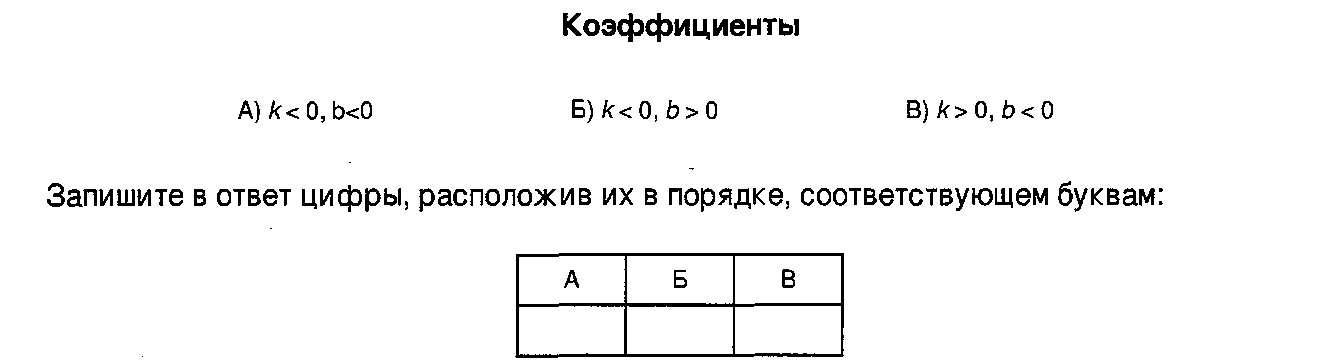 Коэффициенты
А) k < 0, b<0 Б) k < 0, b > 0 В) k > 0, b < 0
Запишите в ответ цифры, расположив их в порядке, соответствующем буквам:
А Б В